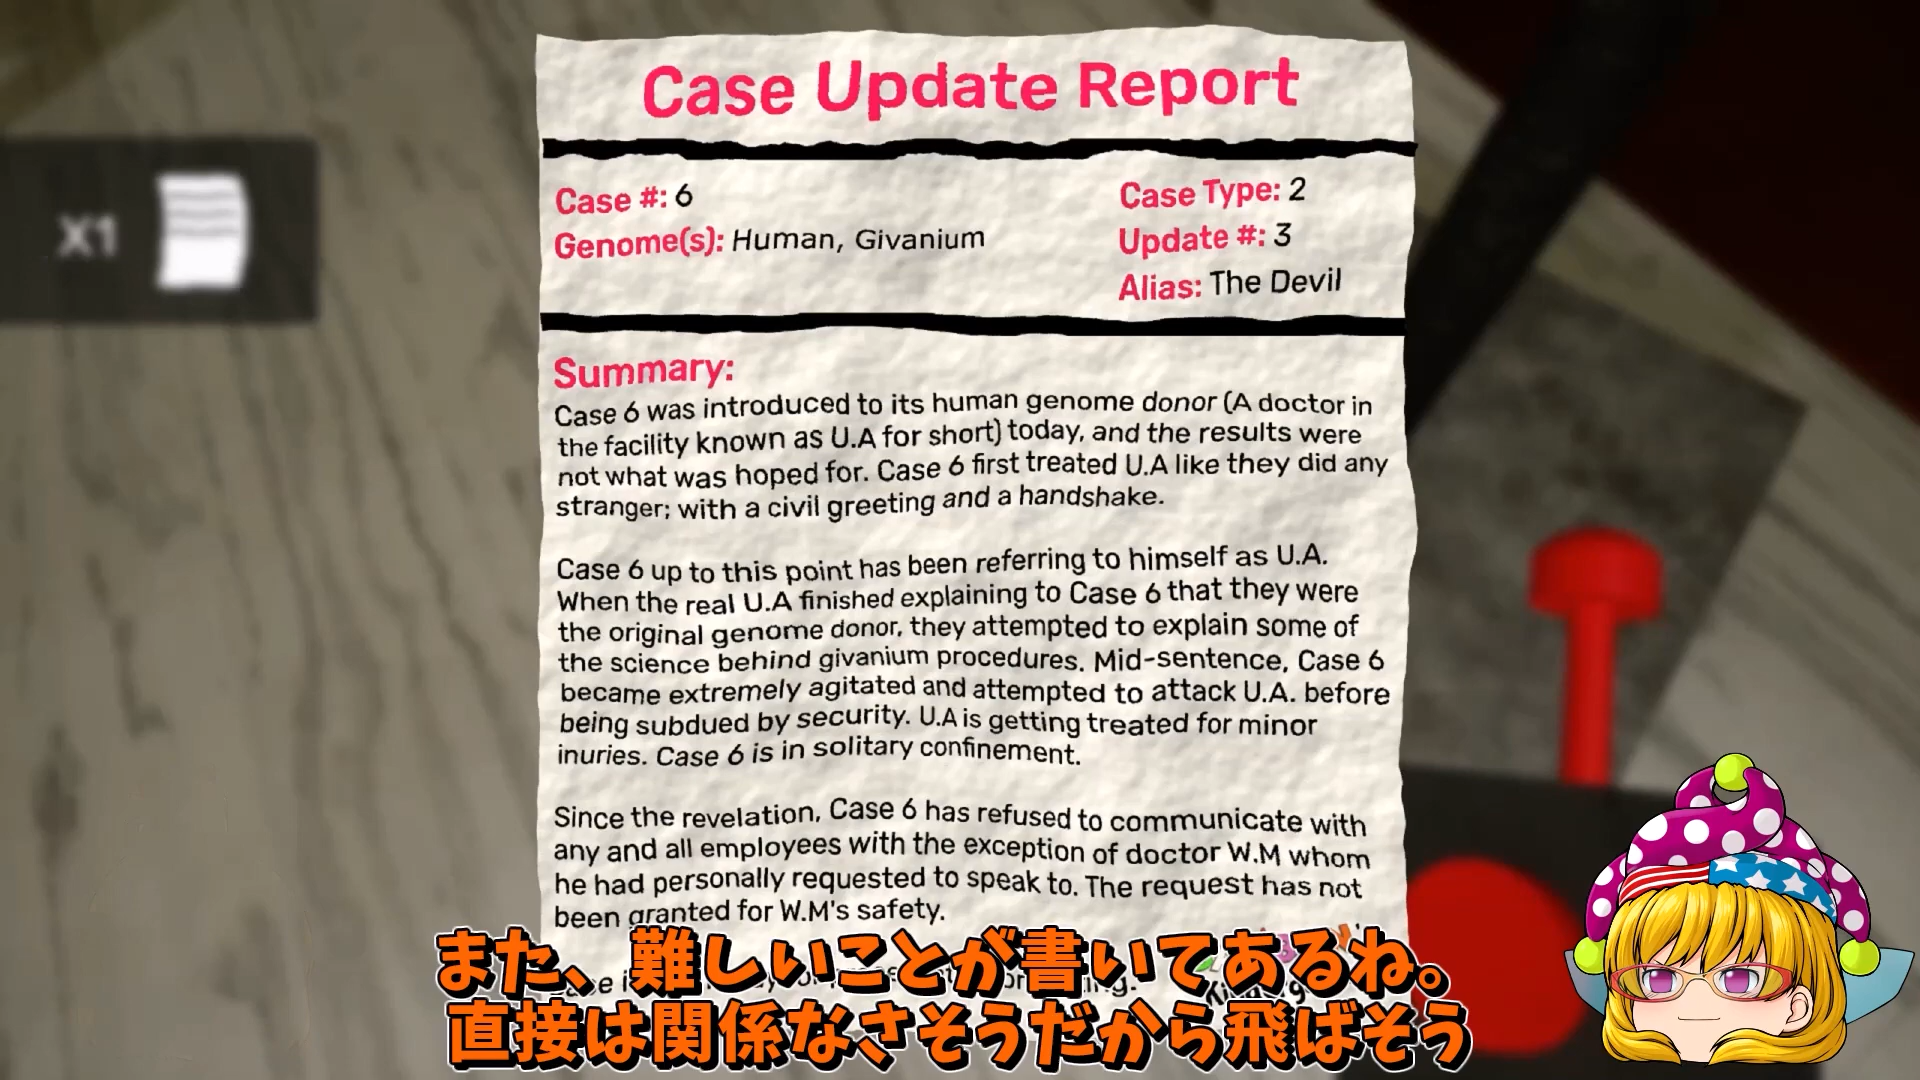 Case Update Report
X1
Case #: 6
Genome(s): Human, Givanium
Case Type: 2
Update #: 3
Alias: The Devil
Summary:
Case 6 was introduced to its human genome donor (A doctor in
the facility known as U.A for short) today, and the results were
not what was hoped for. Case 6 first treated U.A like they did any
stranger; with a civil greeting and a handshake.
Case 6 up to this point has been referring to himself as U.A.
When the real U.A finished explaining to Case 6 that they were
the original genome donor, they attempted to explain some of
the science behind givanium procedures. Mid-sentence, Case 6
became extremely agitated and attempted to attack U.A. before
being subdued by security. U.A is getting treated for minor
inuries. Case 6 is in solitary confinement.
Since the revelation, Case 6 has refused to communicate with
any and all employees with the exception of doctor W.M whom
he had personally requested to speak to. The request has not
been granted for W.M's safety.
また、難しいことが書いてあるね。
直接は関係なさそうだから飛ばそう